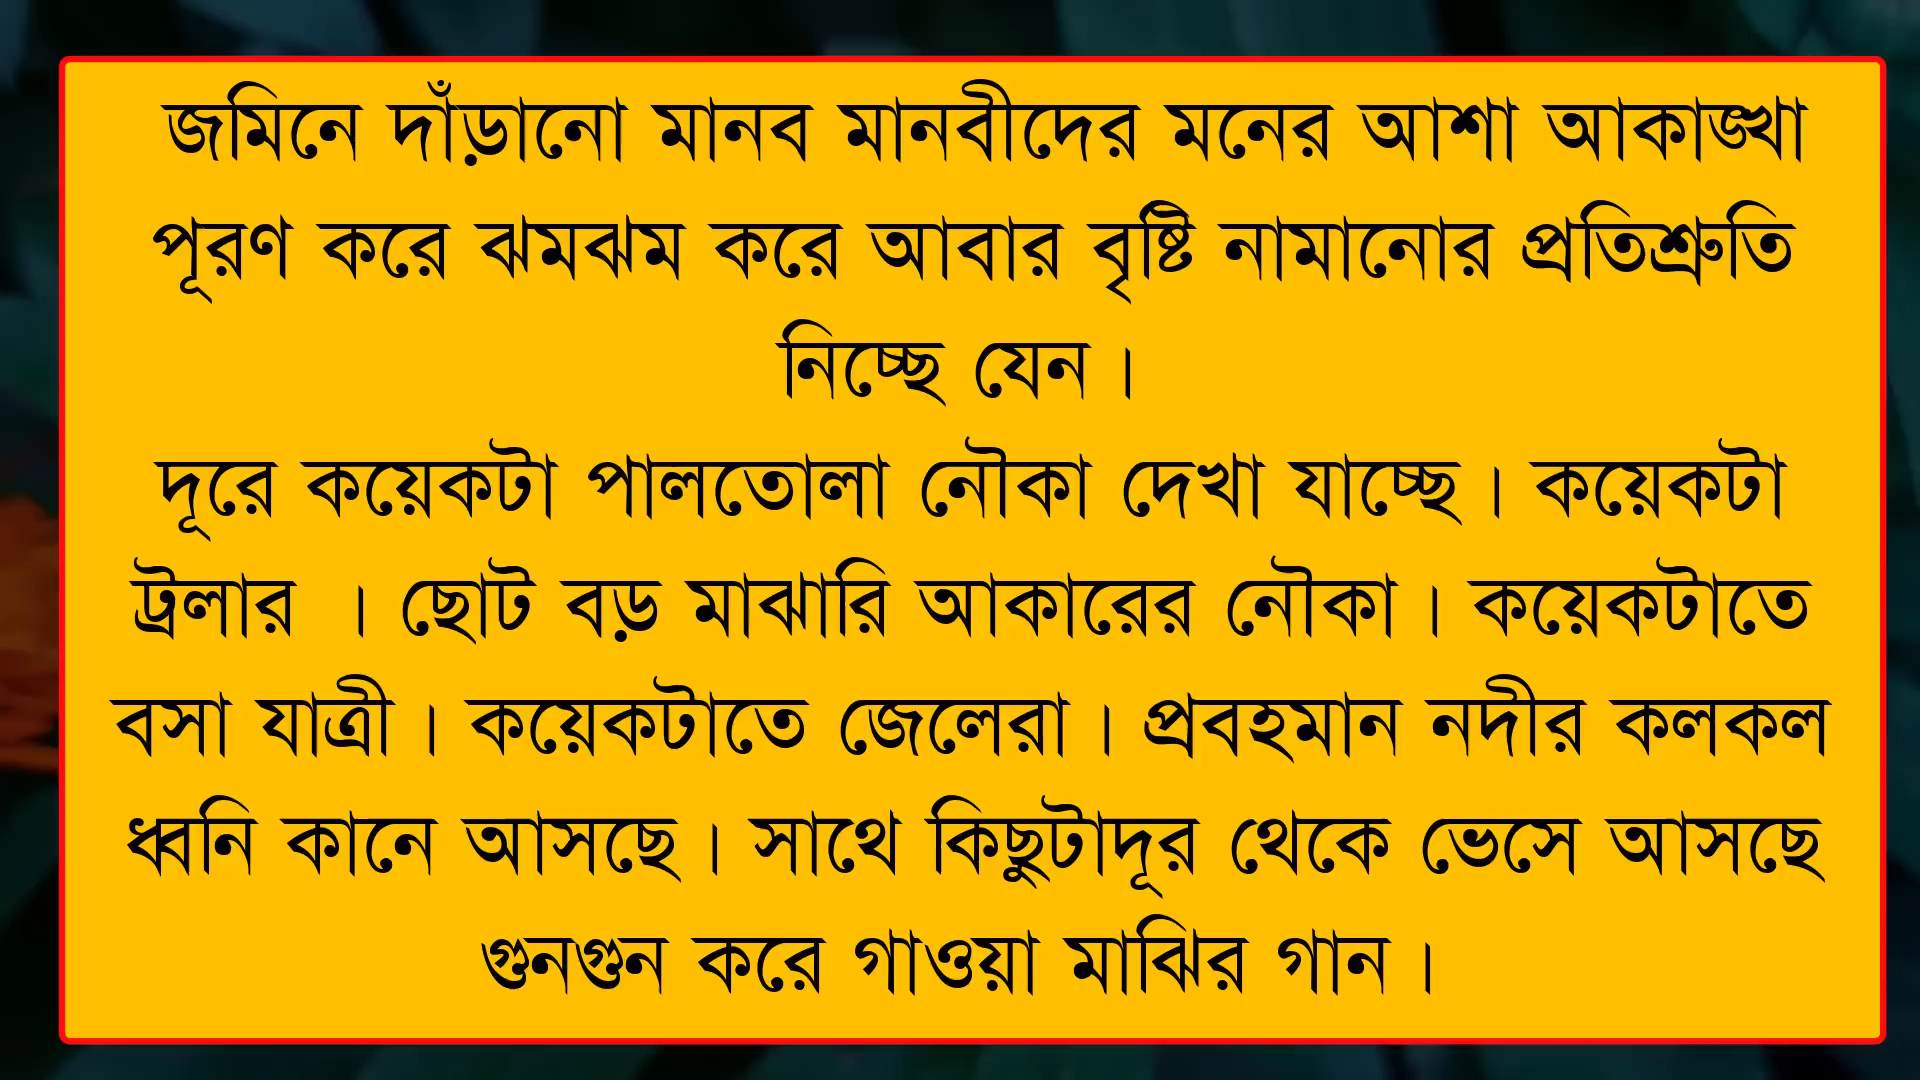 জমিনে দাঁড়ানো মানব মানবীদের মনের আশা আকাঙ্খা
পূরণ করে ঝমঝম করে আবার বৃষ্টি নামানোর প্রতিশ্রুতি
নিচ্ছে যেন।
দূরে কয়েকটা পালতোলা নৌকা দেখা যাচ্ছে। কয়েকটা
ট্রলার । ছোট বড় মাঝারি আকারের নৌকা। কয়েকটাতে
বসা যাত্রী। কয়েকটাতে জেলেরা। প্রবহমান নদীর কলকল
ধ্বনি কানে আসছে। সাথে কিছুটাদূর থেকে ভেসে আসছে
গুনগুন করে গাওয়া মাঝির গান।